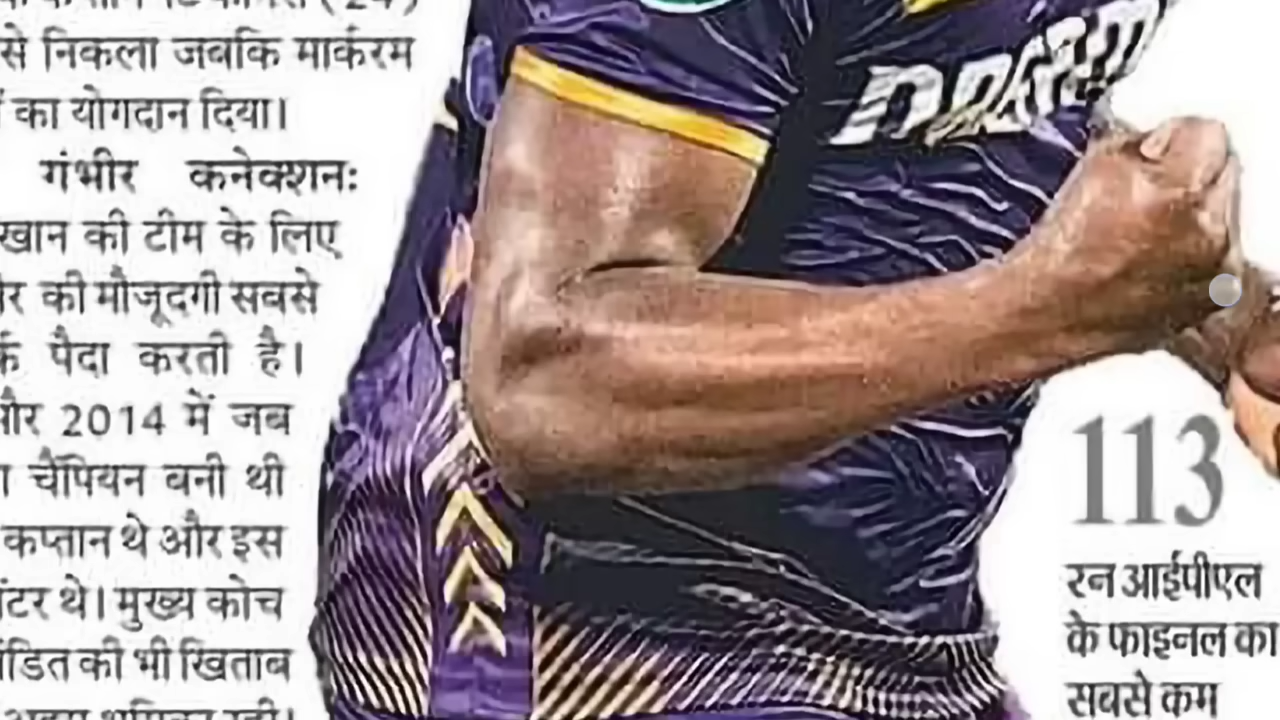 से निकला जबकि मार्करम
का योगदान दिया।
गंभीर कनेक्शनः
खान की टीम के लिए
की मौजूदगी सबसे
पैदा करती है।
और 2014 में जब
चैंपियन बनी थी
कप्तान थे और इस
थे। मुख्य कोच
की भी खिताब
113
रन आईपीएल
के फाइनल का
सबसे कम